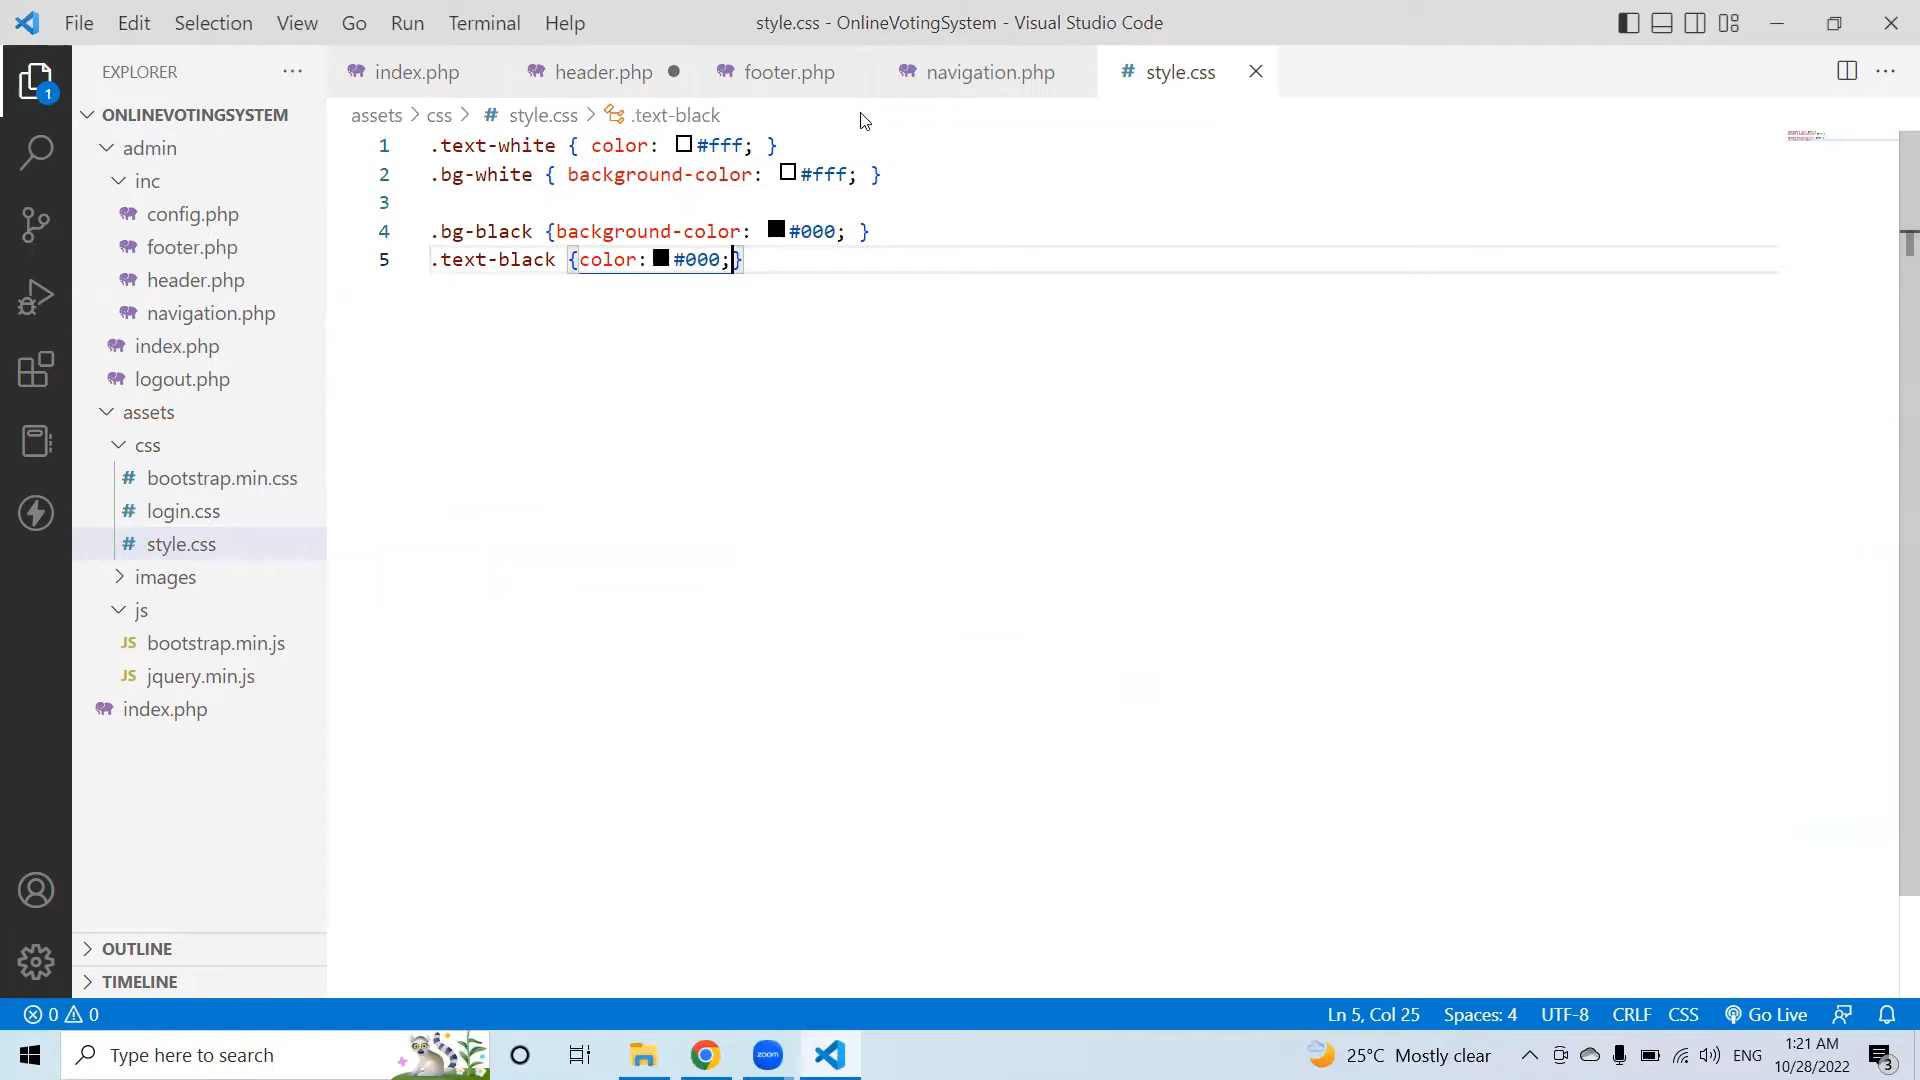 File Edit Selection View Go Run Terminal Help
style.css - OnlineVotingSystem - Visual Studio Code
EXPLORER
index.php
header.php
footer.php
navigation.php
# style.css
assets > css > # style.css > .text-black
1
ONLINEVOTINGSYSTEM
admin
inc
config.php
footer.php
header.php
navigation.php
index.php
logout.php
assets
css
# bootstrap.min.css
# login.css
# style.css
images
js
JS bootstrap.min.js
JS jquery.min.js
index.php
OUTLINE
TIMELINE
1 .text-white { color: #fff; }
2 .bg-white { background-color: #fff; }
3
4 .bg-black {background-color: #000; }
5 .text-black {color: #000;}
0 0
Ln 5, Col 25 Spaces: 4 UTF-8 CRLF CSS Go Live
Type here to search
zoom
25°C Mostly clear
ENG
1:21 AM
10/28/2022
3